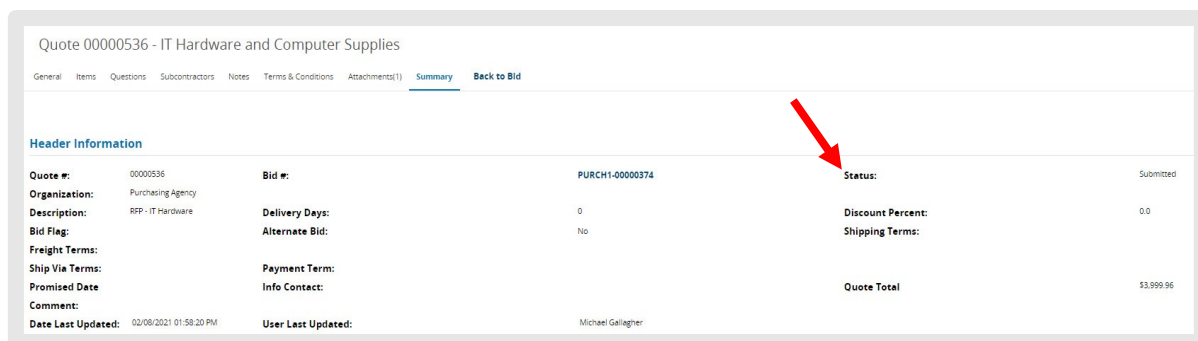 Quote 00000536 - IT Hardware and Computer Supplies
General Items Questions Subcontractors Notes Terms & Conditions Attachments(1) Summary Back to Bid
Header Information
Quote #: 00000536 Bid #: PURCH1-00000374 Status: Submitted
Organization: Purchasing Agency
Description: RFP - IT Hardware Delivery Days: 0 Discount Percent: 0.0
Bid Flag: Alternate Bid: No Shipping Terms:
Freight Terms:
Ship Via Terms: Payment Term:
Promised Date Info Contact: Quote Total $3,999.96
Comment:
Date Last Updated: 02/08/2021 01:58:20 PM User Last Updated: Michael Gallagher